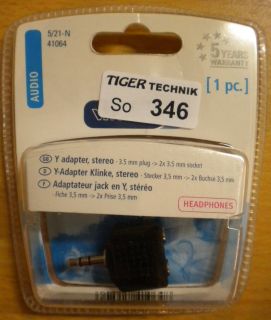 5/21-N
41064
AUDIO
5 YEARS
WARRANTY
[1 pc.]
TIGER TECHNIK
So 346
GB Y adapter, stereo - 3.5 mm plug -> 2x 3.5 mm socket
D Y-Adapter Klinke, stereo - Stecker 3,5 mm -> 2x Buchse 3,5 mm
F Adaptateur jack en Y, stéréo
- Fiche 3,5 mm -> 2x Prise 3,5 mm
HEADPHONES